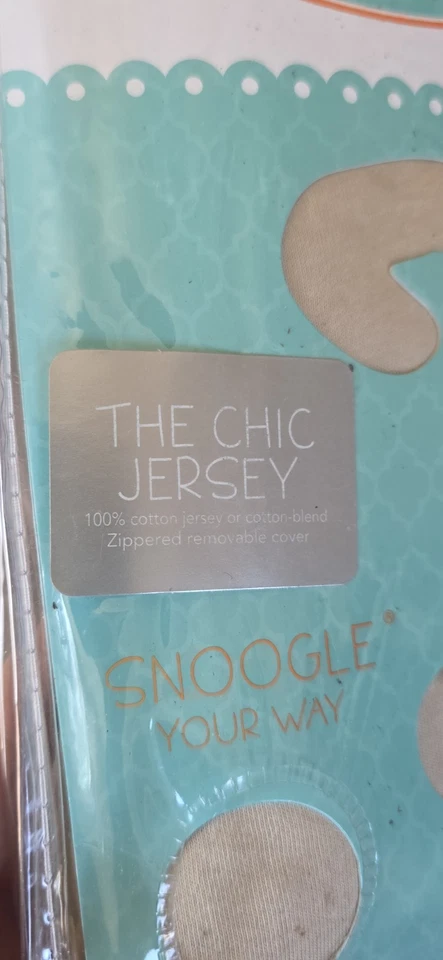 THE CHIC
JERSEY
100% cotton jersey or cotton-blend
Zippered removable cover
SNOOGLE®
YOUR WAY